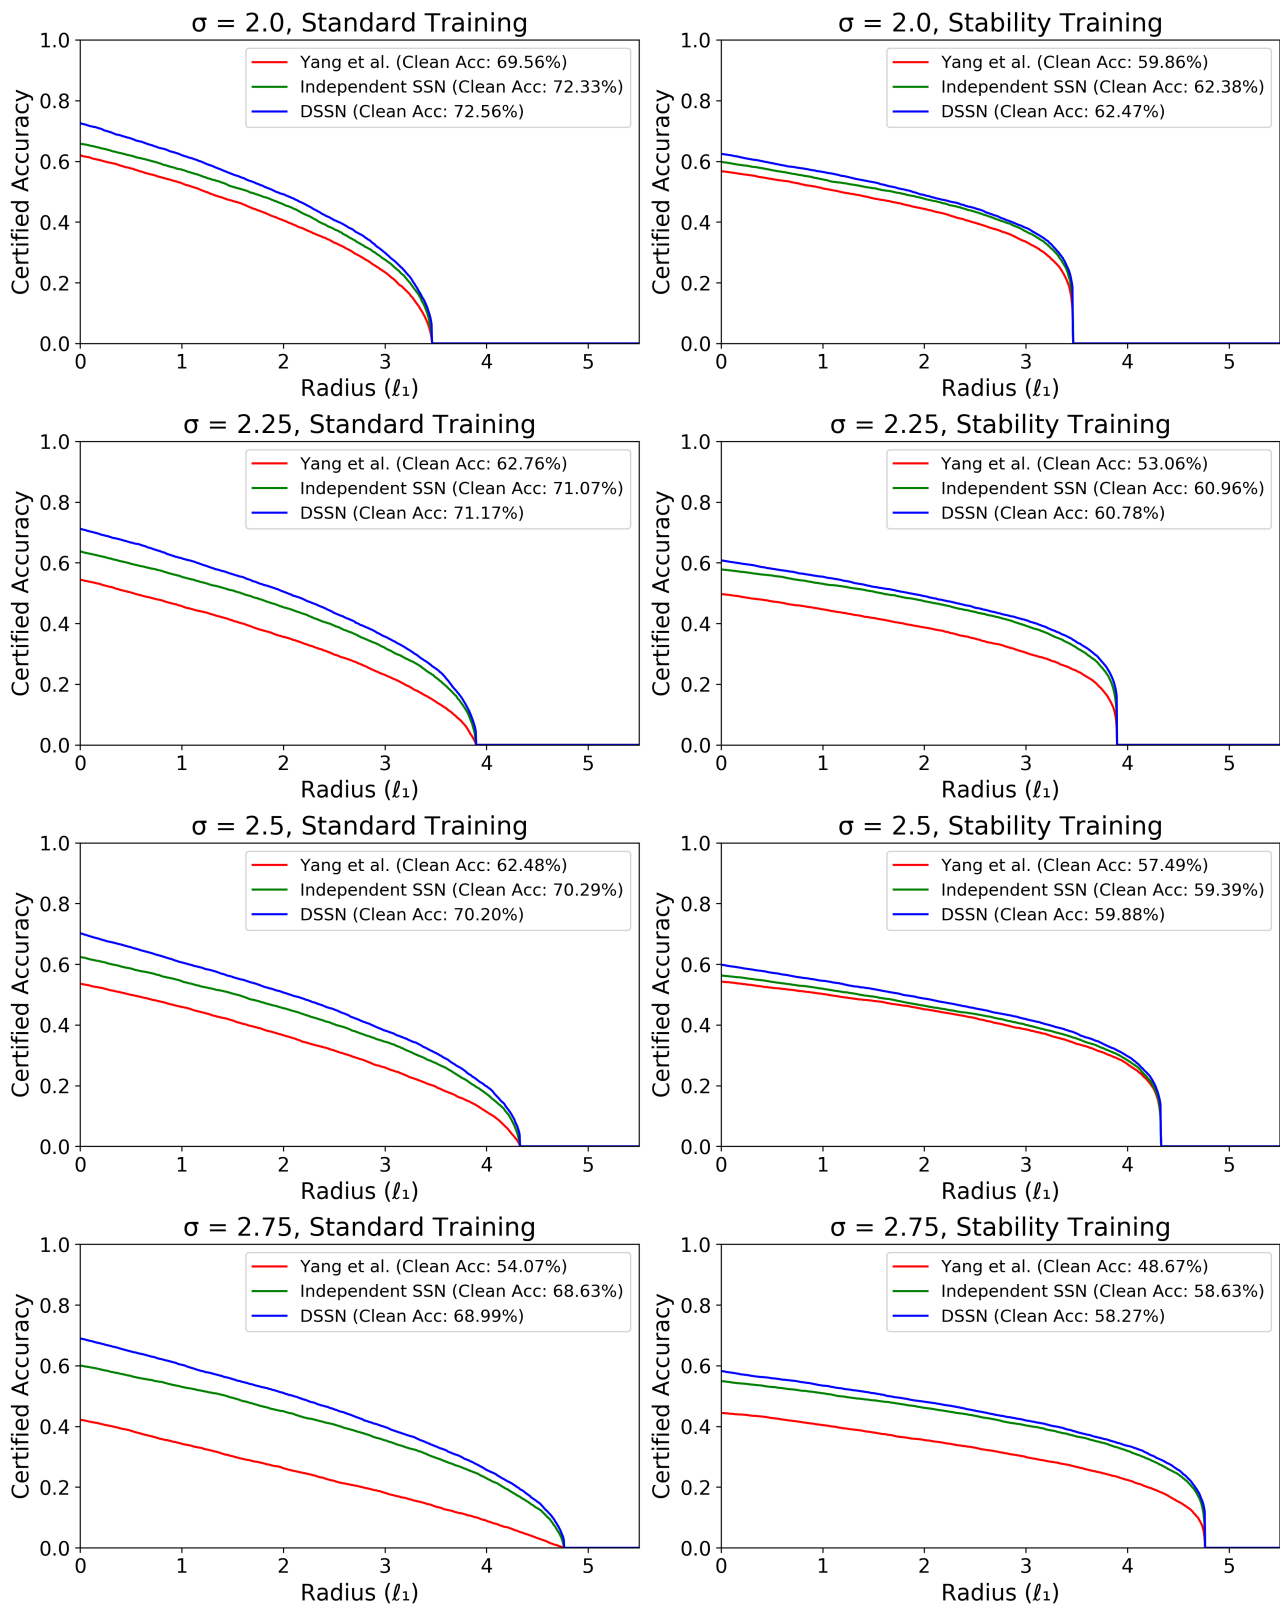 σ = 2.0, Standard Training
Certified Accuracy
1.0
0.8
0.6
0.4
0.2
0.0
Yang et al. (Clean Acc: 69.56%)
Independent SSN (Clean Acc: 72.33%)
DSSN (Clean Acc: 72.56%)
0 1 2 3 4 5
Radius (ℓ₁)
σ = 2.0, Stability Training
Certified Accuracy
1.0
0.8
0.6
0.4
0.2
0.0
Yang et al. (Clean Acc: 59.86%)
Independent SSN (Clean Acc: 62.38%)
DSSN (Clean Acc: 62.47%)
0 1 2 3 4 5
Radius (ℓ₁)
σ = 2.25, Standard Training
Certified Accuracy
1.0
0.8
0.6
0.4
0.2
0.0
Yang et al. (Clean Acc: 62.76%)
Independent SSN (Clean Acc: 71.07%)
DSSN (Clean Acc: 71.17%)
0 1 2 3 4 5
Radius (ℓ₁)
σ = 2.25, Stability Training
Certified Accuracy
1.0
0.8
0.6
0.4
0.2
0.0
Yang et al. (Clean Acc: 53.06%)
Independent SSN (Clean Acc: 60.96%)
DSSN (Clean Acc: 60.78%)
0 1 2 3 4 5
Radius (ℓ₁)
σ = 2.5, Standard Training
Certified Accuracy
1.0
0.8
0.6
0.4
0.2
0.0
Yang et al. (Clean Acc: 62.48%)
Independent SSN (Clean Acc: 70.29%)
DSSN (Clean Acc: 70.20%)
0 1 2 3 4 5
Radius (ℓ₁)
σ = 2.5, Stability Training
Certified Accuracy
1.0
0.8
0.6
0.4
0.2
0.0
Yang et al. (Clean Acc: 57.49%)
Independent SSN (Clean Acc: 59.39%)
DSSN (Clean Acc: 59.88%)
0 1 2 3 4 5
Radius (ℓ₁)
σ = 2.75, Standard Training
Certified Accuracy
1.0
0.8
0.6
0.4
0.2
0.0
Yang et al. (Clean Acc: 54.07%)
Independent SSN (Clean Acc: 68.63%)
DSSN (Clean Acc: 68.99%)
0 1 2 3 4 5
Radius (ℓ₁)
σ = 2.75, Stability Training
Certified Accuracy
1.0
0.8
0.6
0.4
0.2
0.0
Yang et al. (Clean Acc: 48.67%)
Independent SSN (Clean Acc: 58.63%)
DSSN (Clean Acc: 58.27%)
0 1 2 3 4 5
Radius (ℓ₁)